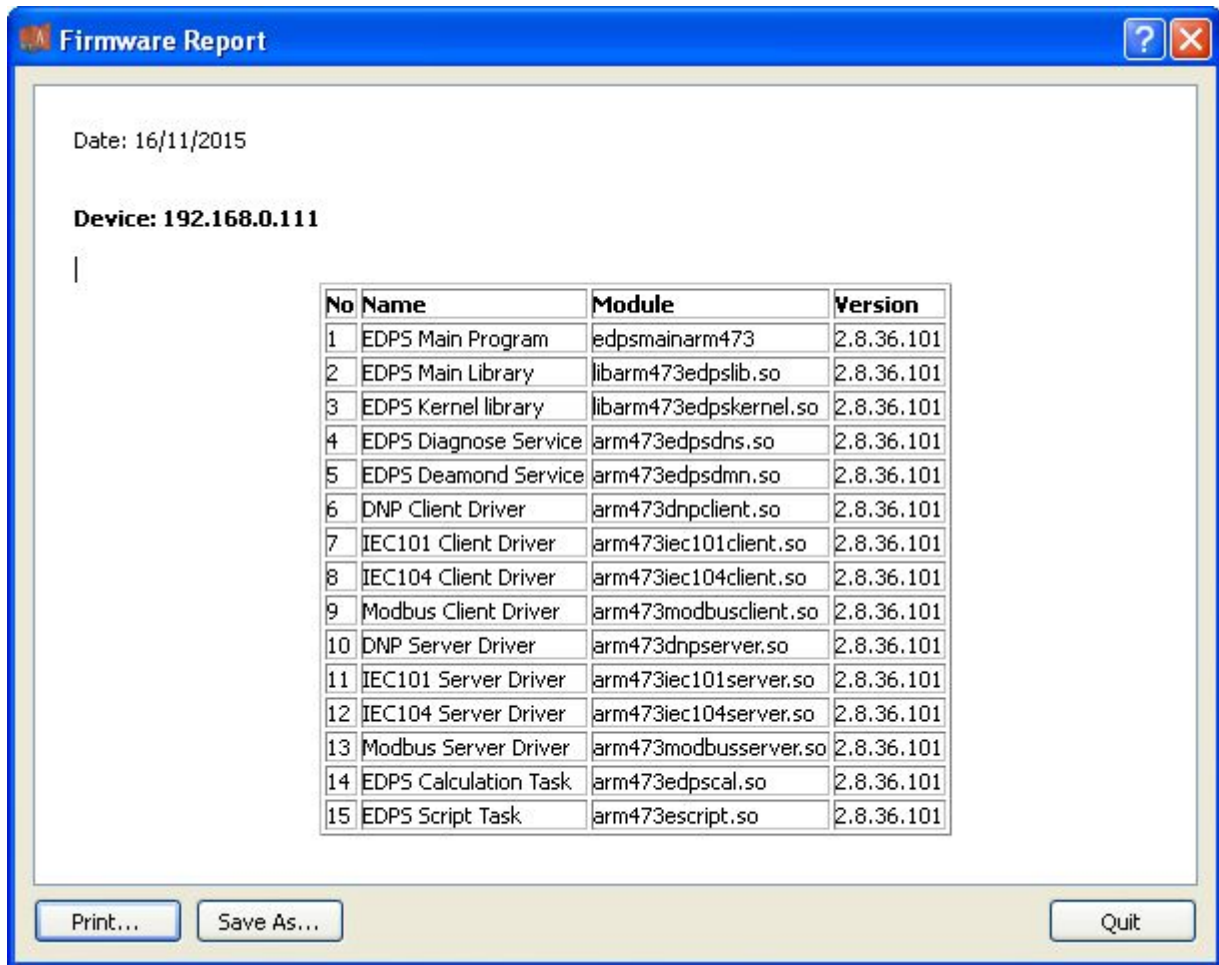 Firmware Report
Date: 16/11/2015
Device: 192.168.0.111
No Name Module Version
1 EDPS Main Program edpsmainarm473 2.8.36.101
2 EDPS Main Library libarm473edpslib.so 2.8.36.101
3 EDPS Kernel library libarm473edpskernel.so 2.8.36.101
4 EDPS Diagnose Service arm473edpsdns.so 2.8.36.101
5 EDPS Deamond Service arm473edpsdmn.so 2.8.36.101
6 DNP Client Driver arm473dnpclient.so 2.8.36.101
7 IEC101 Client Driver arm473iec101client.so 2.8.36.101
8 IEC104 Client Driver arm473iec104client.so 2.8.36.101
9 Modbus Client Driver arm473modbusclient.so 2.8.36.101
10 DNP Server Driver arm473dnpserver.so 2.8.36.101
11 IEC101 Server Driver arm473iec101server.so 2.8.36.101
12 IEC104 Server Driver arm473iec104server.so 2.8.36.101
13 Modbus Server Driver arm473modbusserver.so 2.8.36.101
14 EDPS Calculation Task arm473edpscal.so 2.8.36.101
15 EDPS Script Task arm473escript.so 2.8.36.101
Print... Save As... Quit